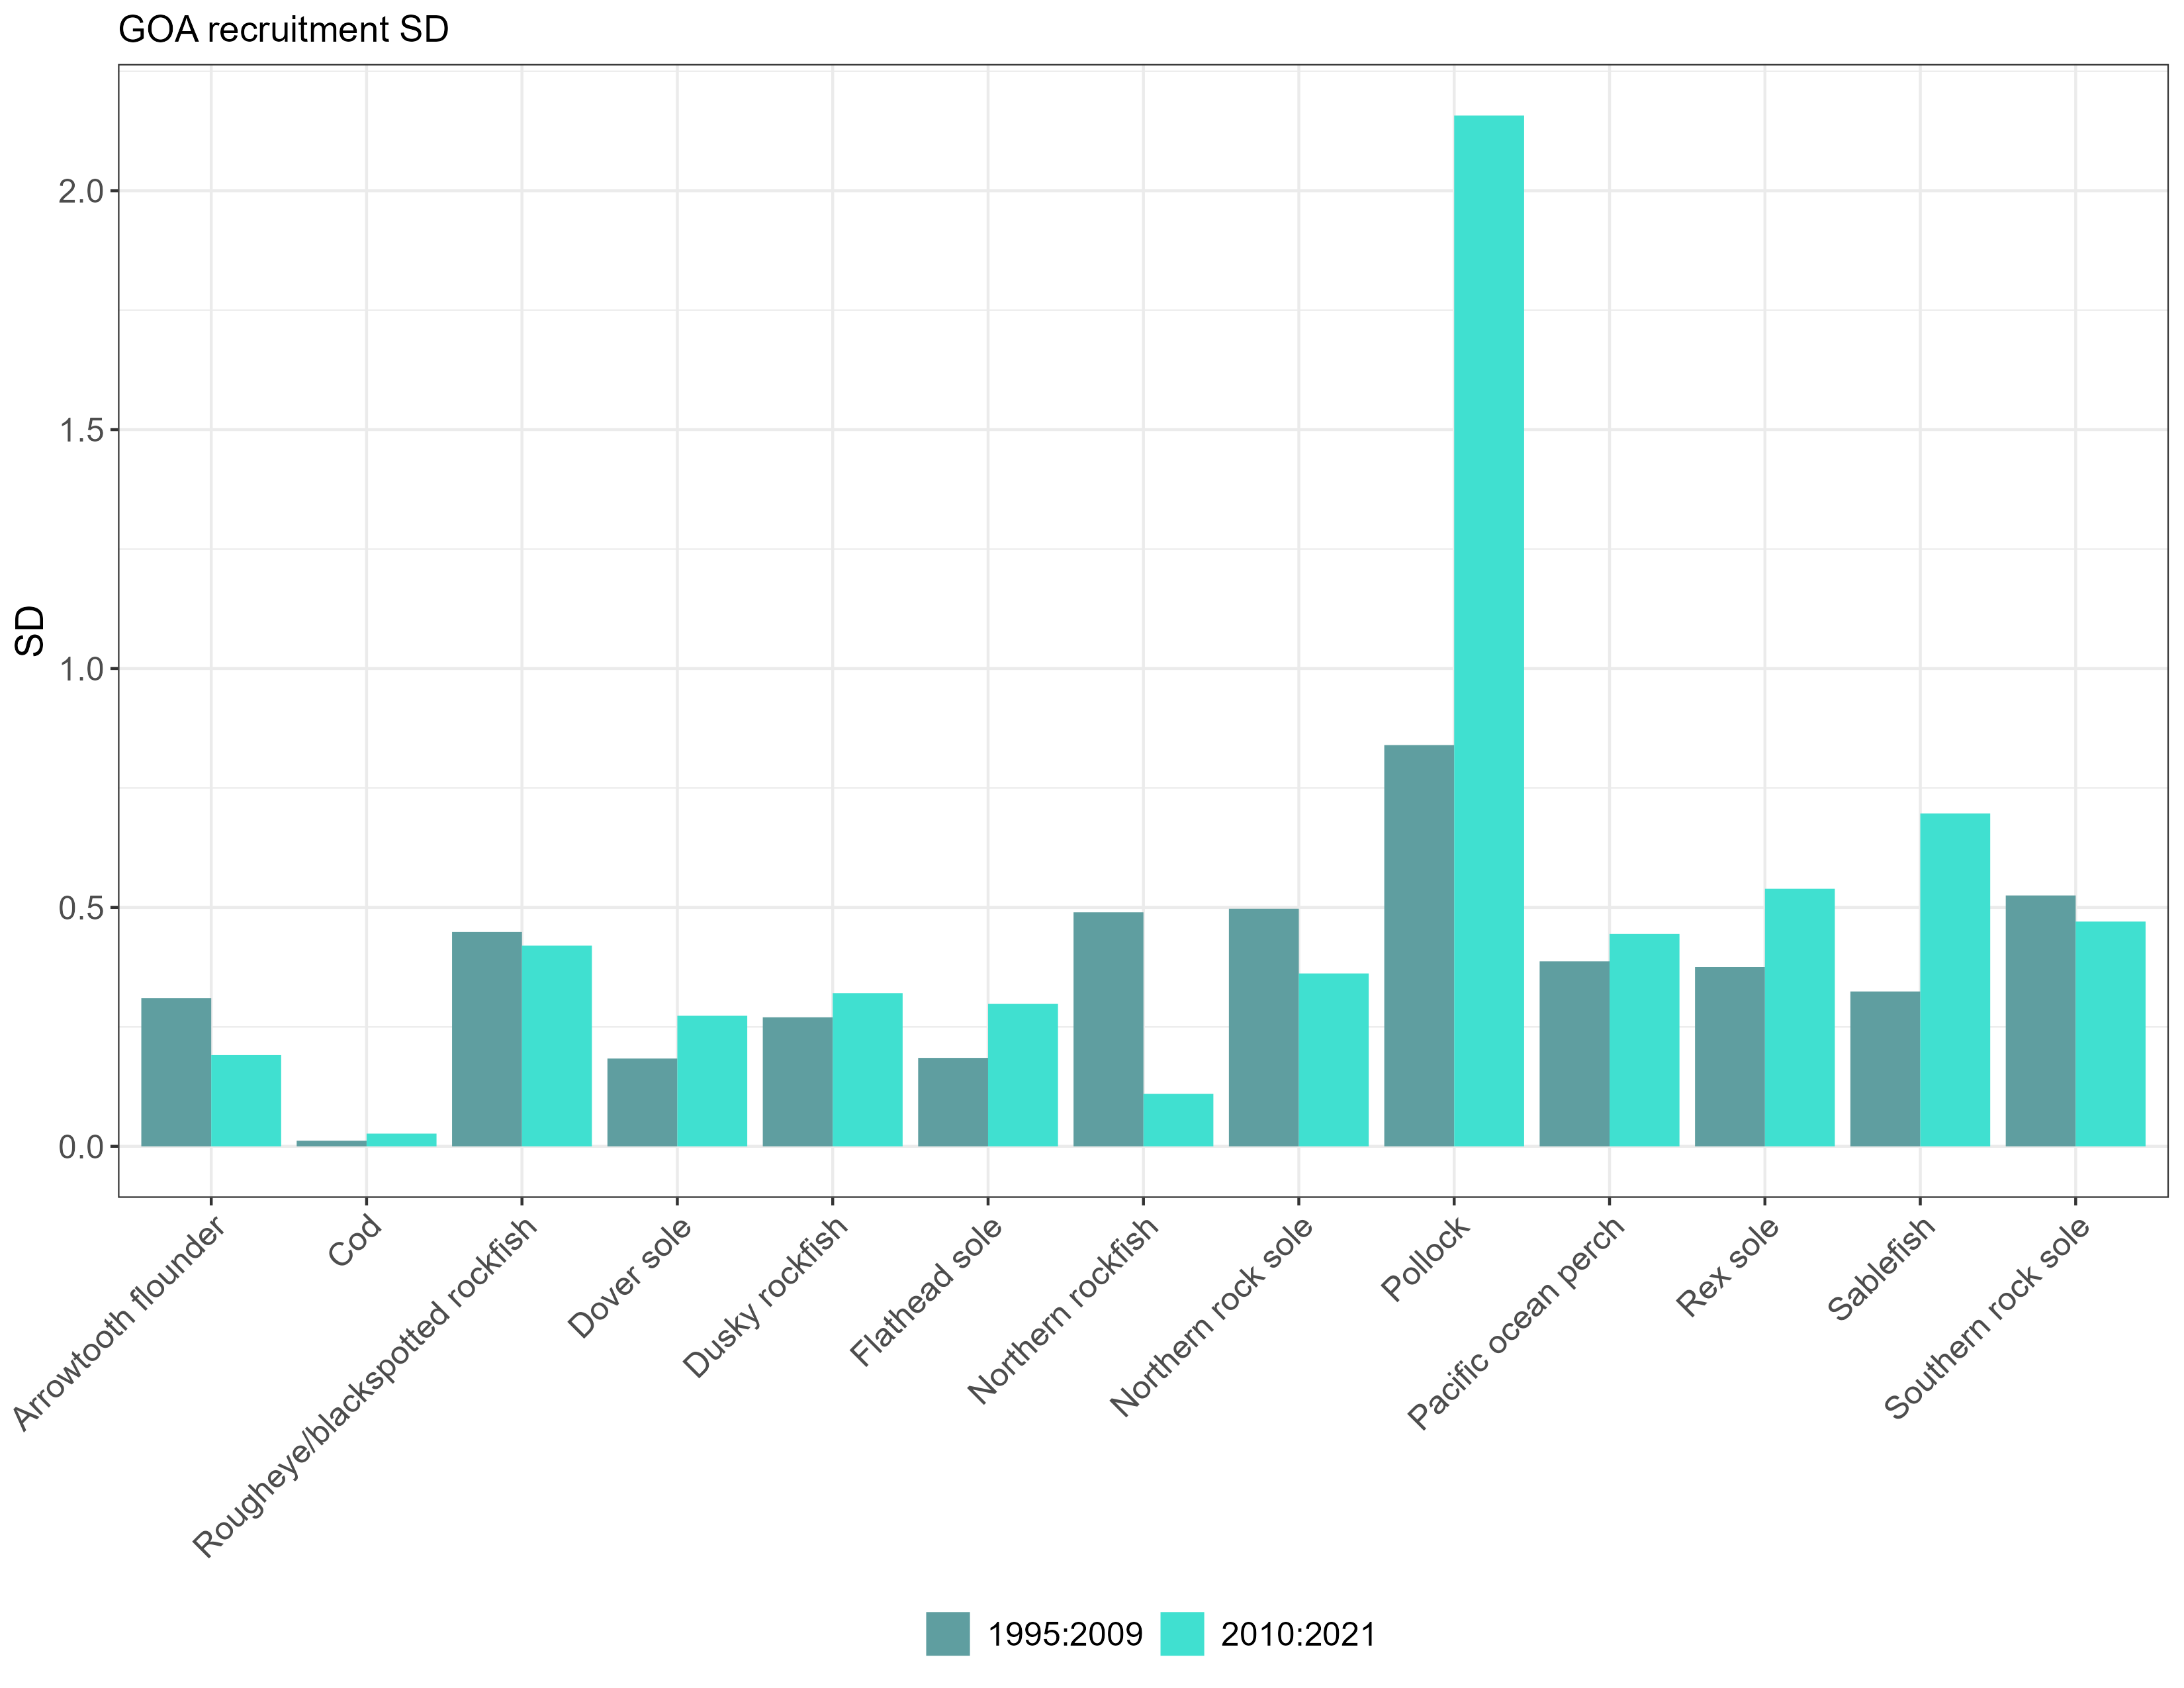 GOA recruitment SD
SD
2.0
1.5
1.0
0.5
0.0
Arrowtooth flounder
Cod
Rougheye/blackspotted rockfish
Dover sole
Dusky rockfish
Flathead sole
Northern rockfish
Northern rock sole
Pollock
Pacific ocean perch
Rex sole
Sablefish
Southern rock sole
1995:2009 2010:2021